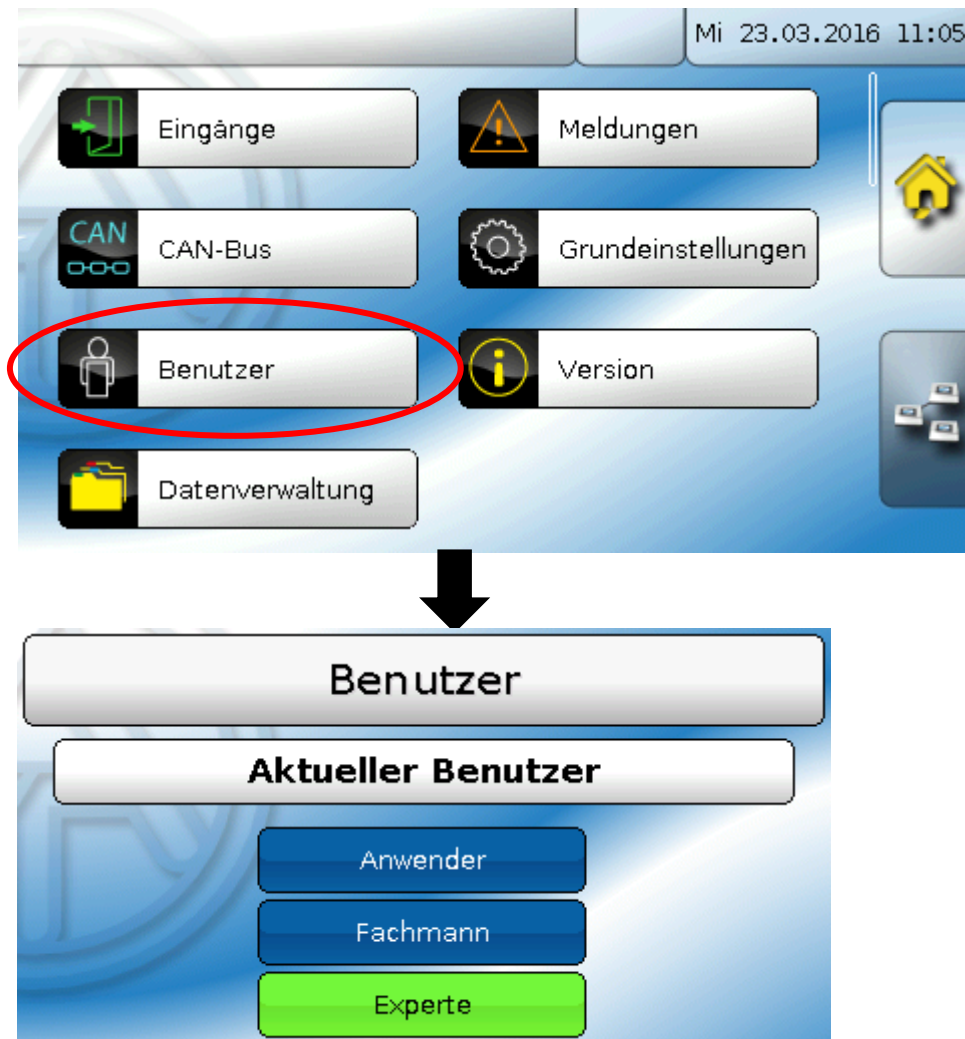 Mi 23.03.2016 11:05
Eingänge
Meldungen
CAN
CAN-Bus
Grundeinstellungen
Benutzer
Version
Datenverwaltung
Benutzer
Aktueller Benutzer
Anwender
Fachmann
Experte